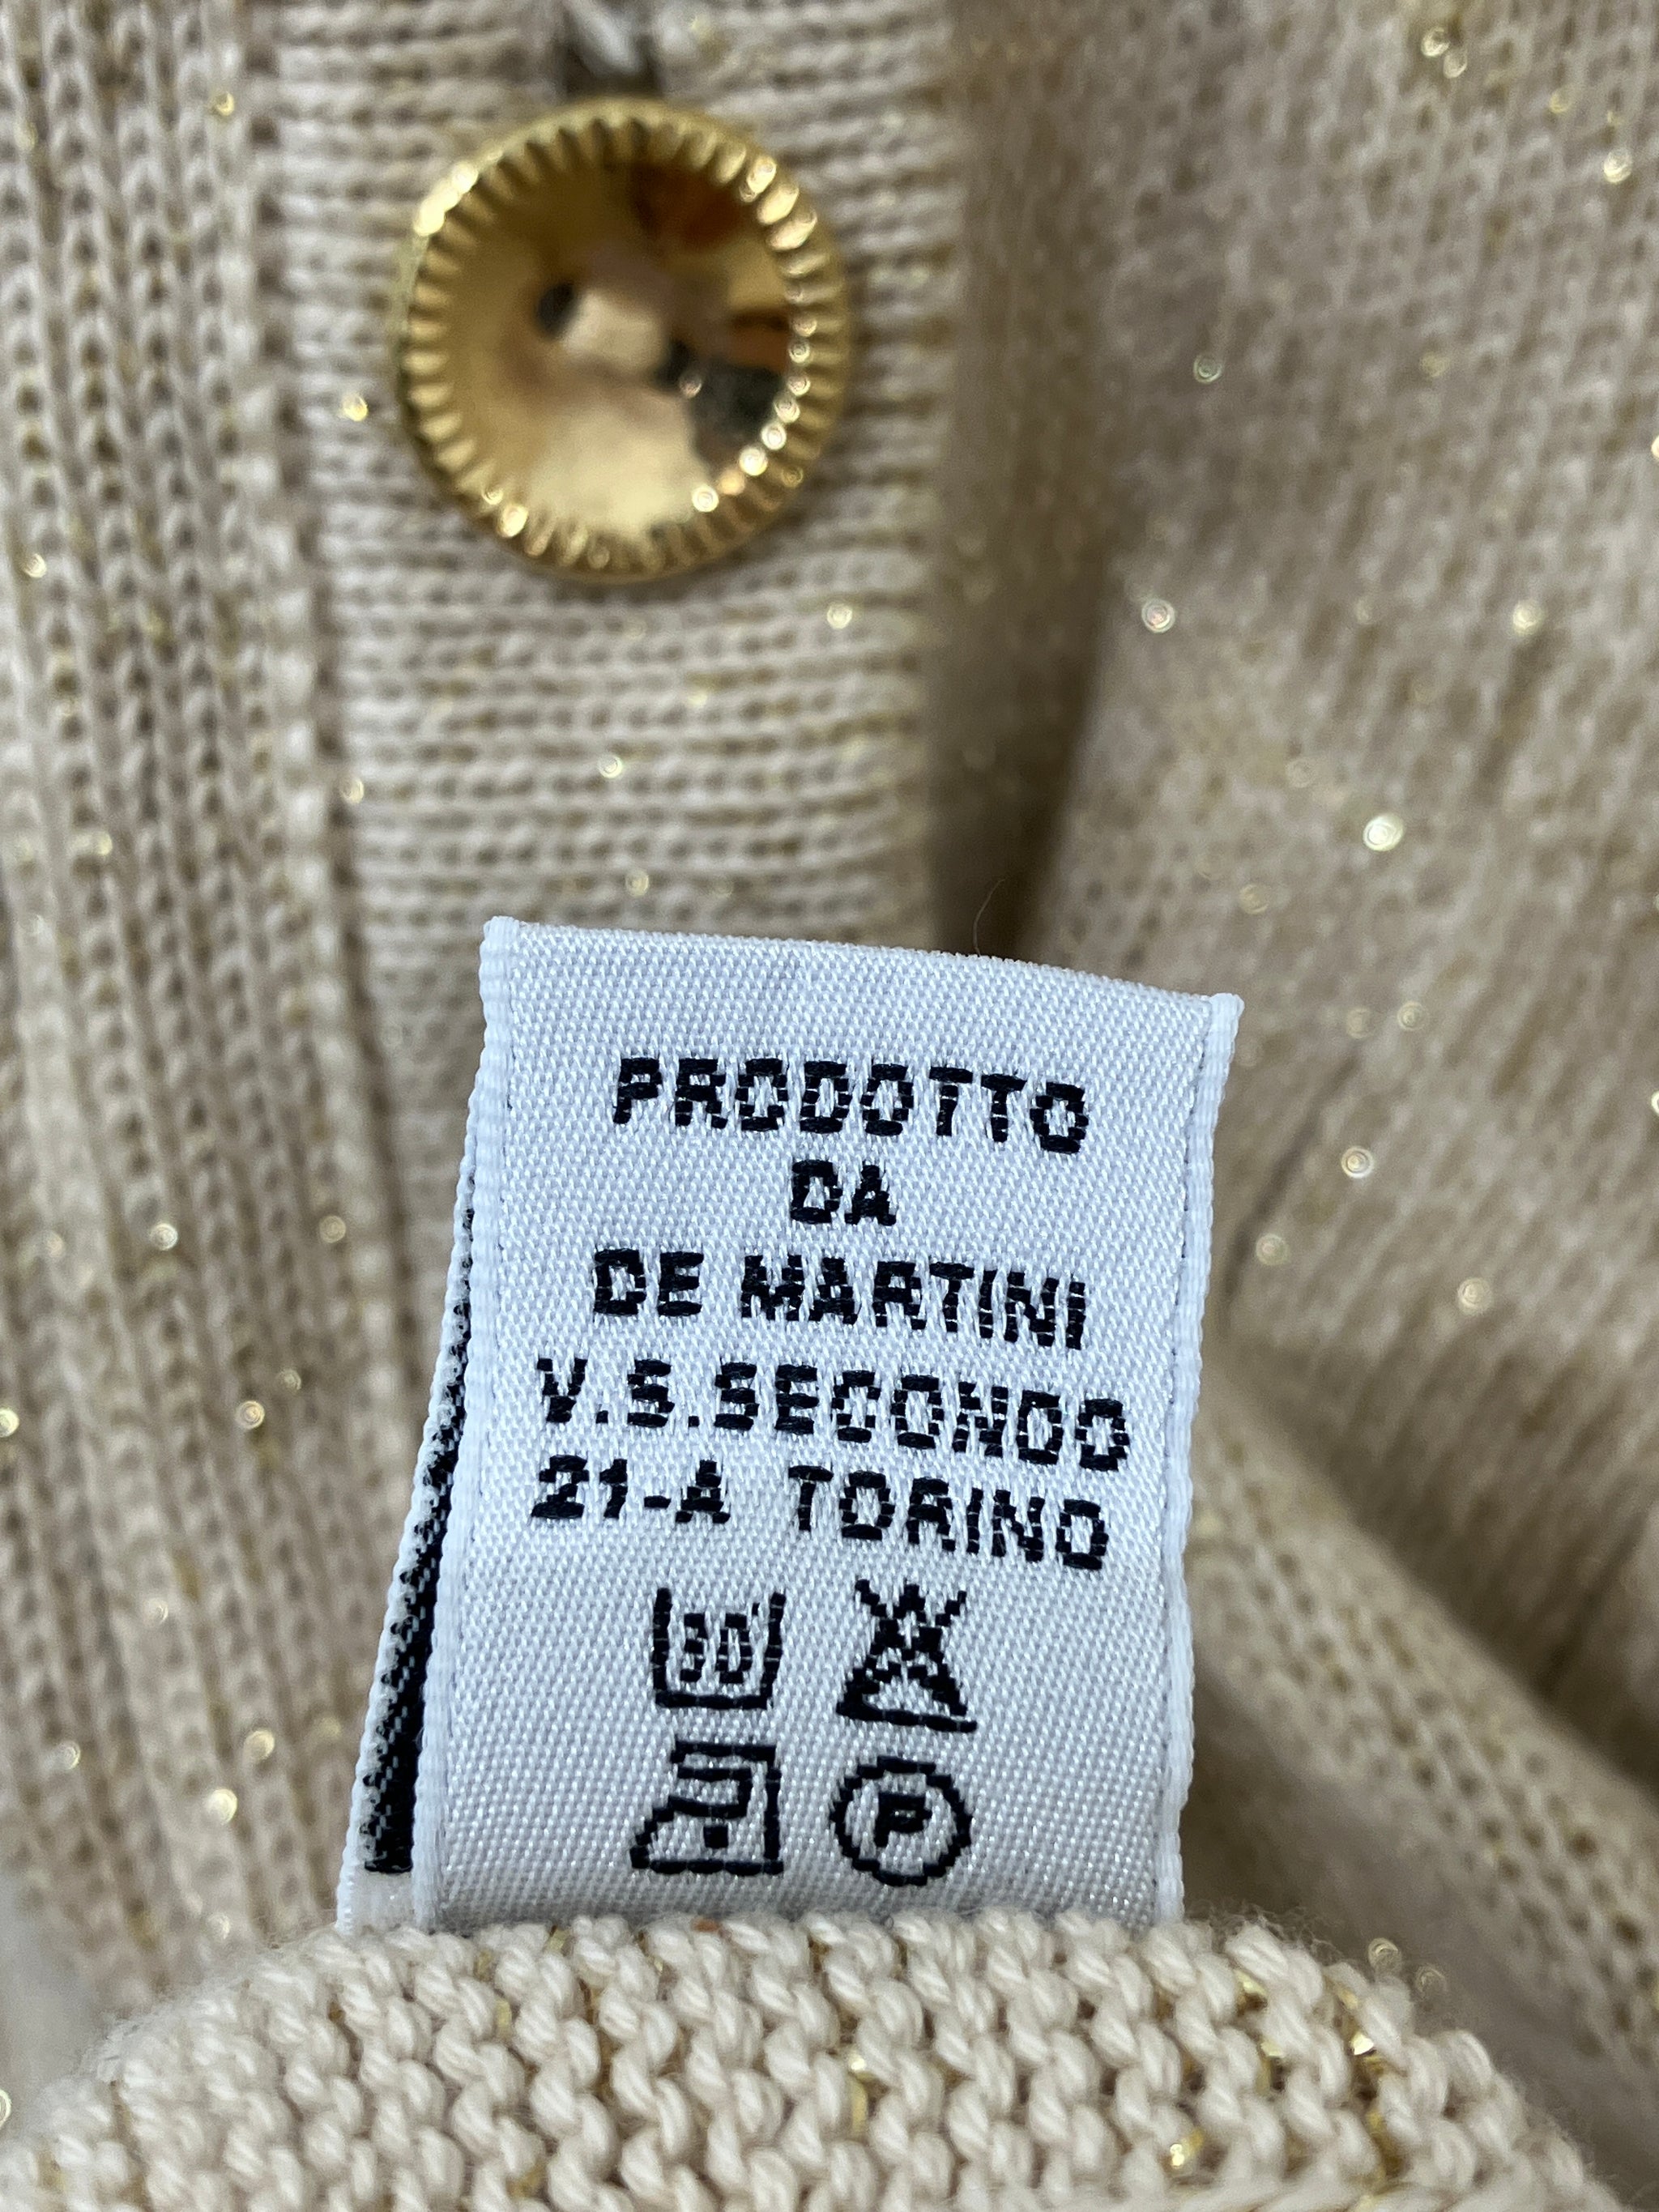 PRODOTTO
DA
DE MARTINI
V.S.SECONDO
21-A TORINO
30°
P